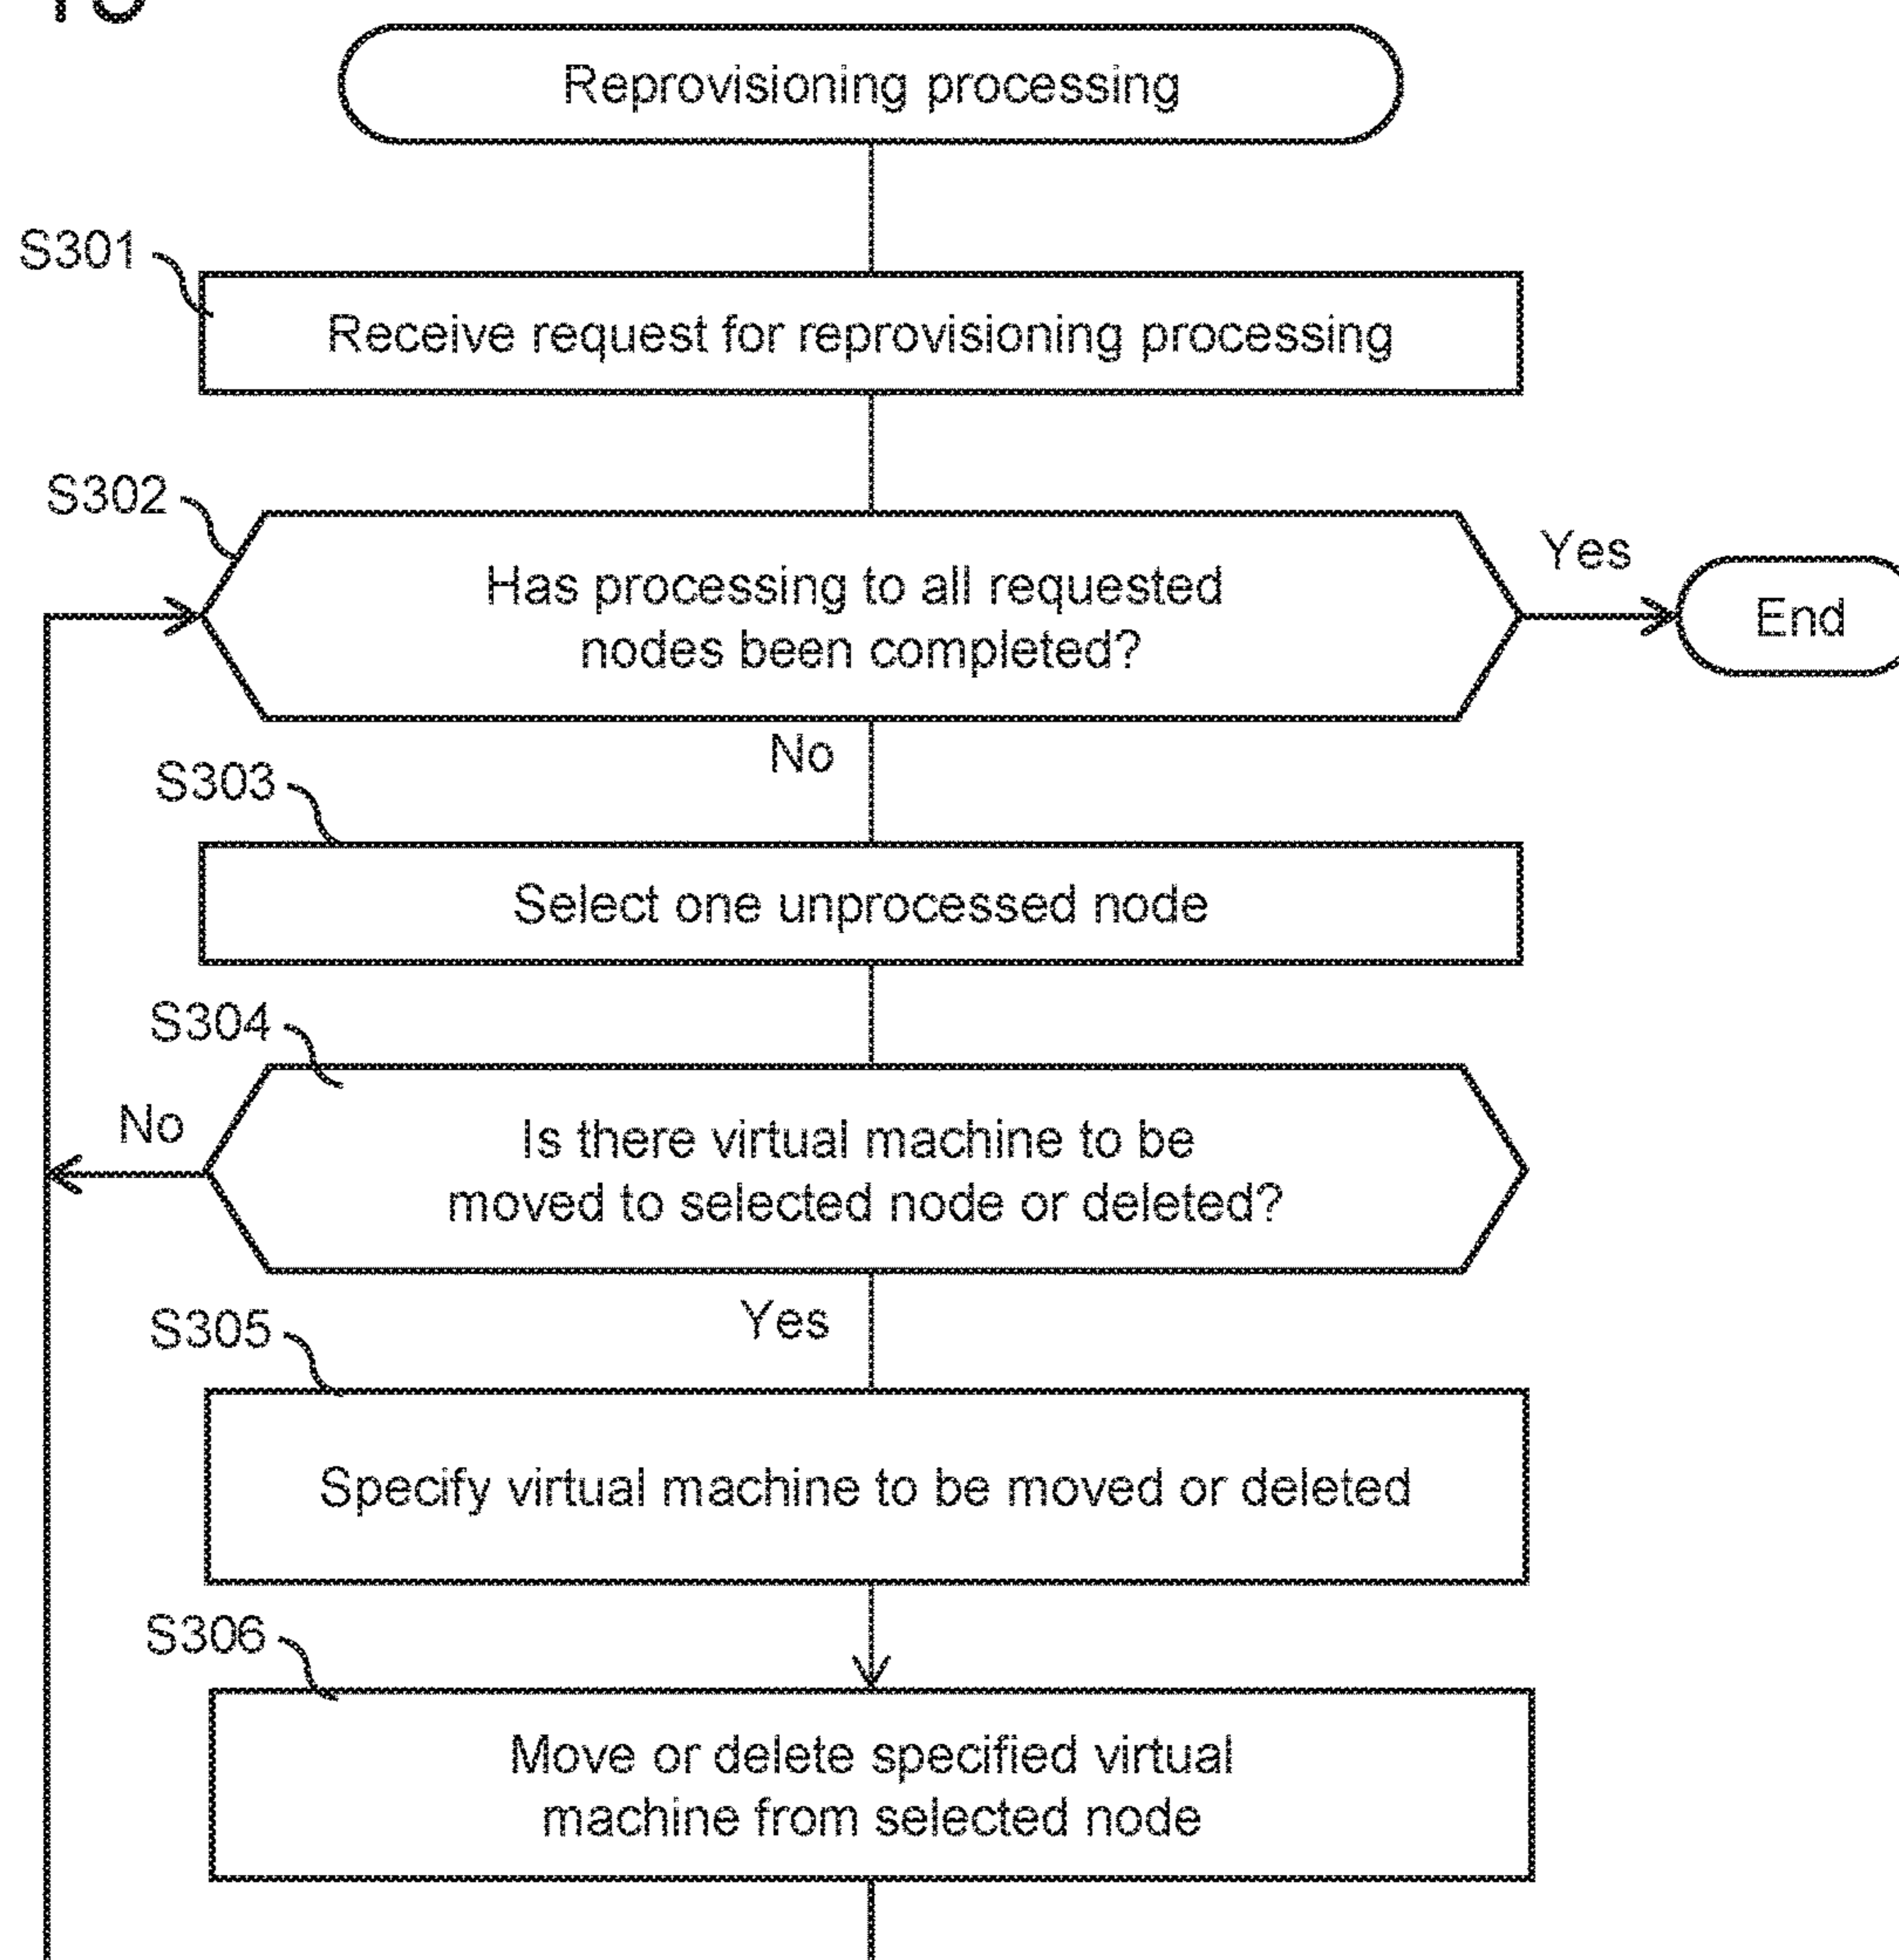 Reprovisioning processing
S301
Receive request for reprovisioning processing
S302
Has processing to all requested
nodes been completed?
Yes
End
No
S303
Select one unprocessed node
S304
No
Is there virtual machine to be
moved to selected node or deleted?
Yes
S305
Specify virtual machine to be moved or deleted
S306
Move or delete specified virtual
machine from selected node